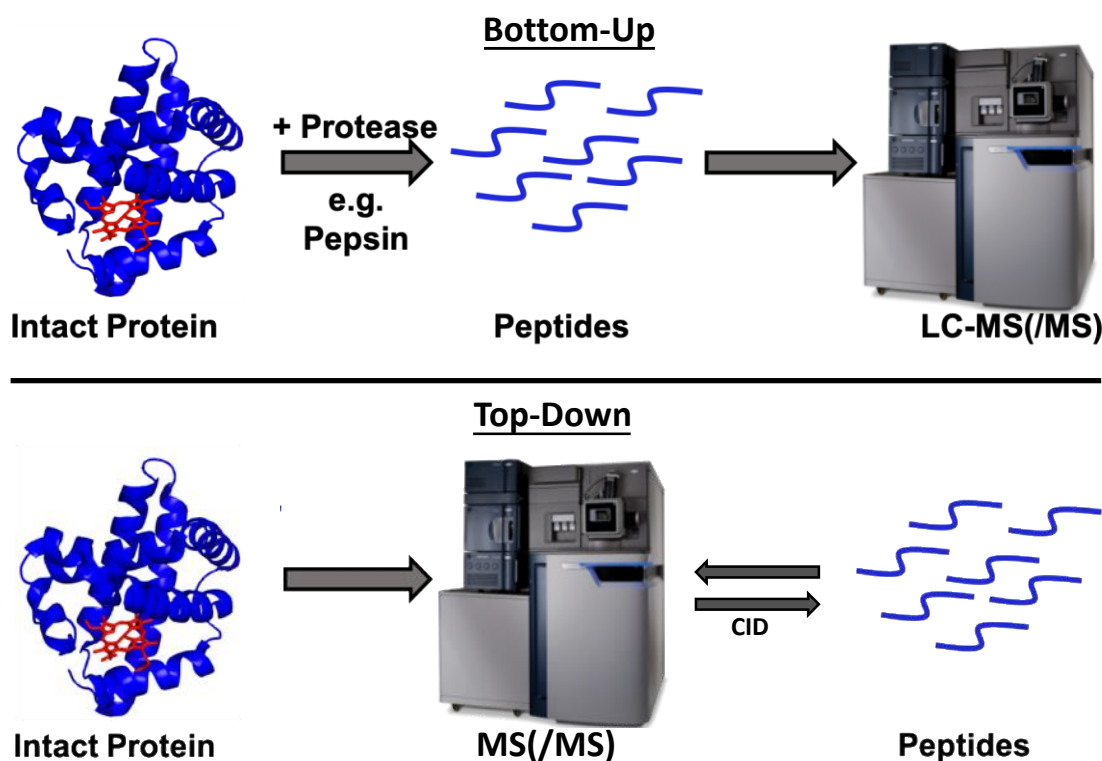 Bottom-Up
+ Protease
e.g.
Pepsin
Intact Protein
Peptides
LC-MS(/MS)
Top-Down
CID
Intact Protein
MS(/MS)
Peptides